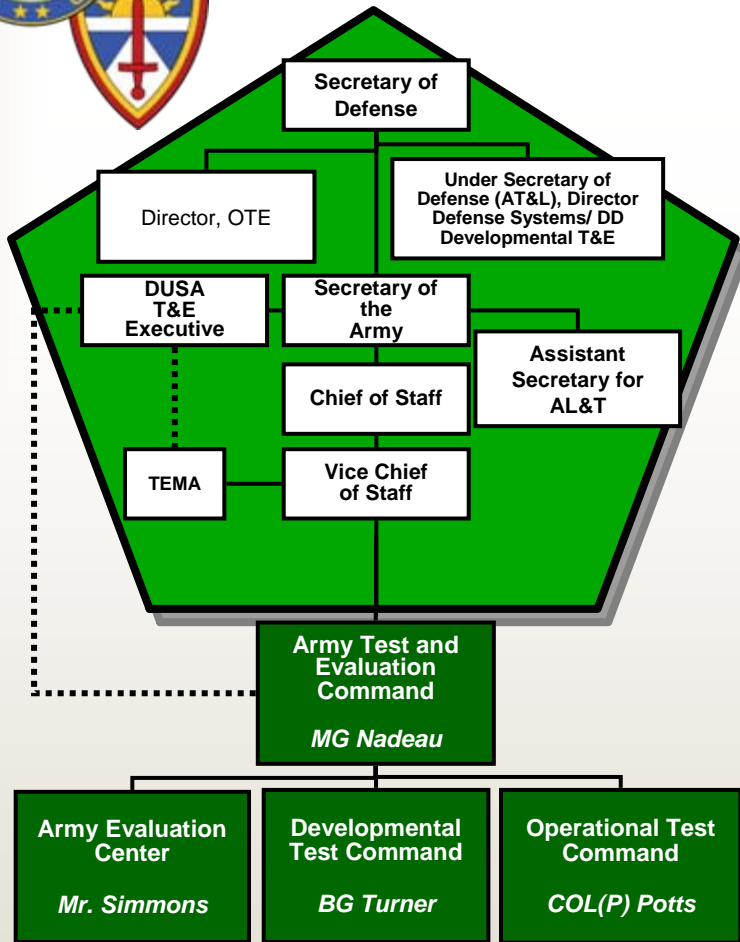 Secretary of
Defense
Director, OTE
Under Secretary of
Defense (AT&L), Director
Defense Systems/ DD
Developmental T&E
DUSA
T&E
Executive
Secretary of
the
Army
Assistant
Secretary for
AL&T
Chief of Staff
TEMA
Vice Chief
of Staff
Army Test and
Evaluation
Command
MG Nadeau
Army Evaluation
Center
Mr. Simmons
Developmental
Test Command
BG Turner
Operational Test
Command
COL(P) Potts